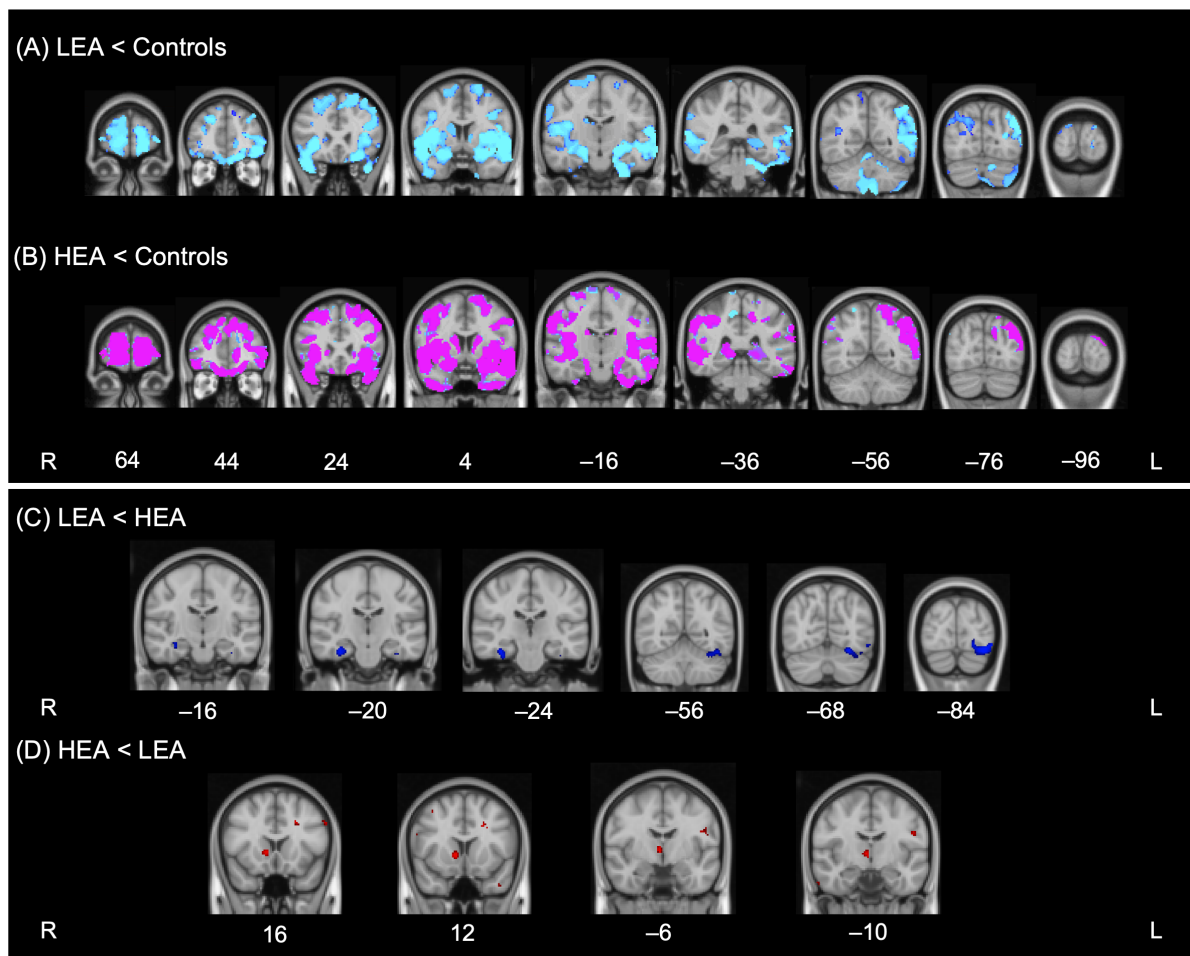 (A) LEA < Controls
(B) HEA < Controls
R 64 44 24 4 –16 –36 –56 –76 –96 L
(C) LEA < HEA
R –16 –20 –24 –56 –68 –84 L
(D) HEA < LEA
R 16 12 –6 –10 L